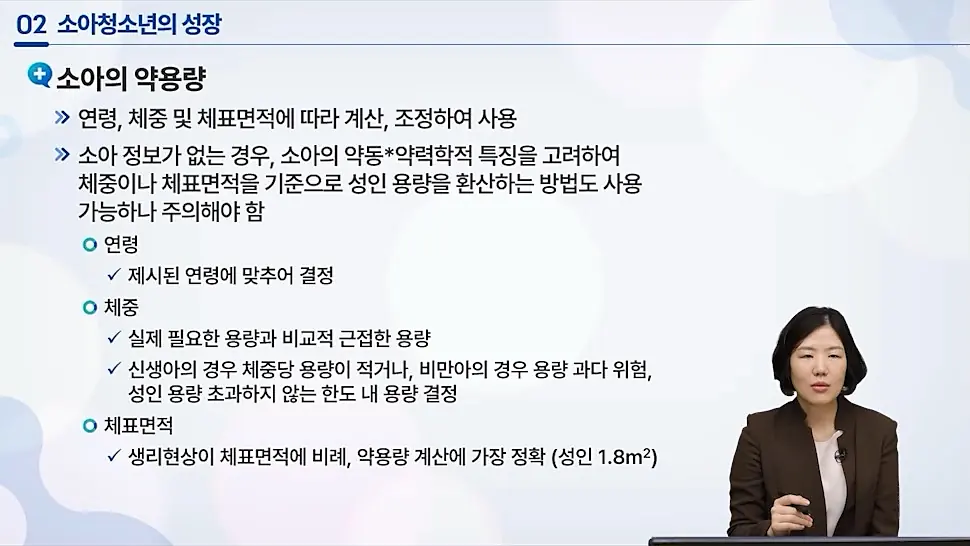 02 소아청소년의 성장
소아의 약용량
연령, 체중 및 체표면적에 따라 계산, 조정하여 사용
소아 정보가 없는 경우, 소아의 약동*약력학적 특징을 고려하여
체중이나 체표면적을 기준으로 성인 용량을 환산하는 방법도 사용
가능하나 주의해야 함
연령
✓ 제시된 연령에 맞추어 결정
체중
✓ 실제 필요한 용량과 비교적 근접한 용량
✓ 신생아의 경우 체중당 용량이 적거나, 비만아의 경우 용량 과다 위험,
성인 용량 초과하지 않는 한도 내 용량 결정
체표면적
✓ 생리현상이 체표면적에 비례, 약용량 계산에 가장 정확 (성인 1.8m²)